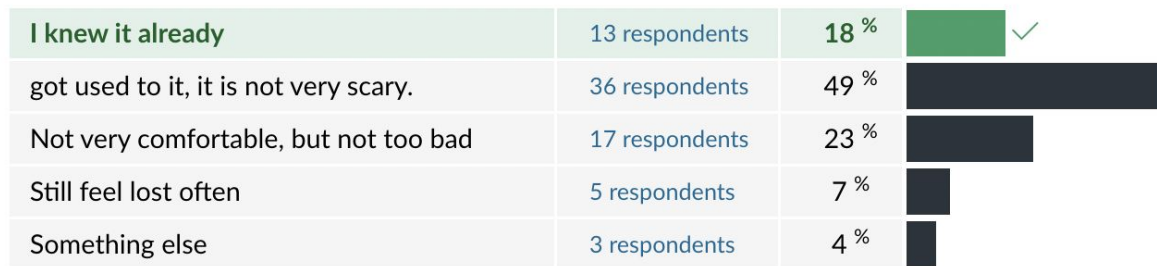 I knew it already 13 respondents 18 %
got used to it, it is not very scary. 36 respondents 49 %
Not very comfortable, but not too bad 17 respondents 23 %
Still feel lost often 5 respondents 7 %
Something else 3 respondents 4 %